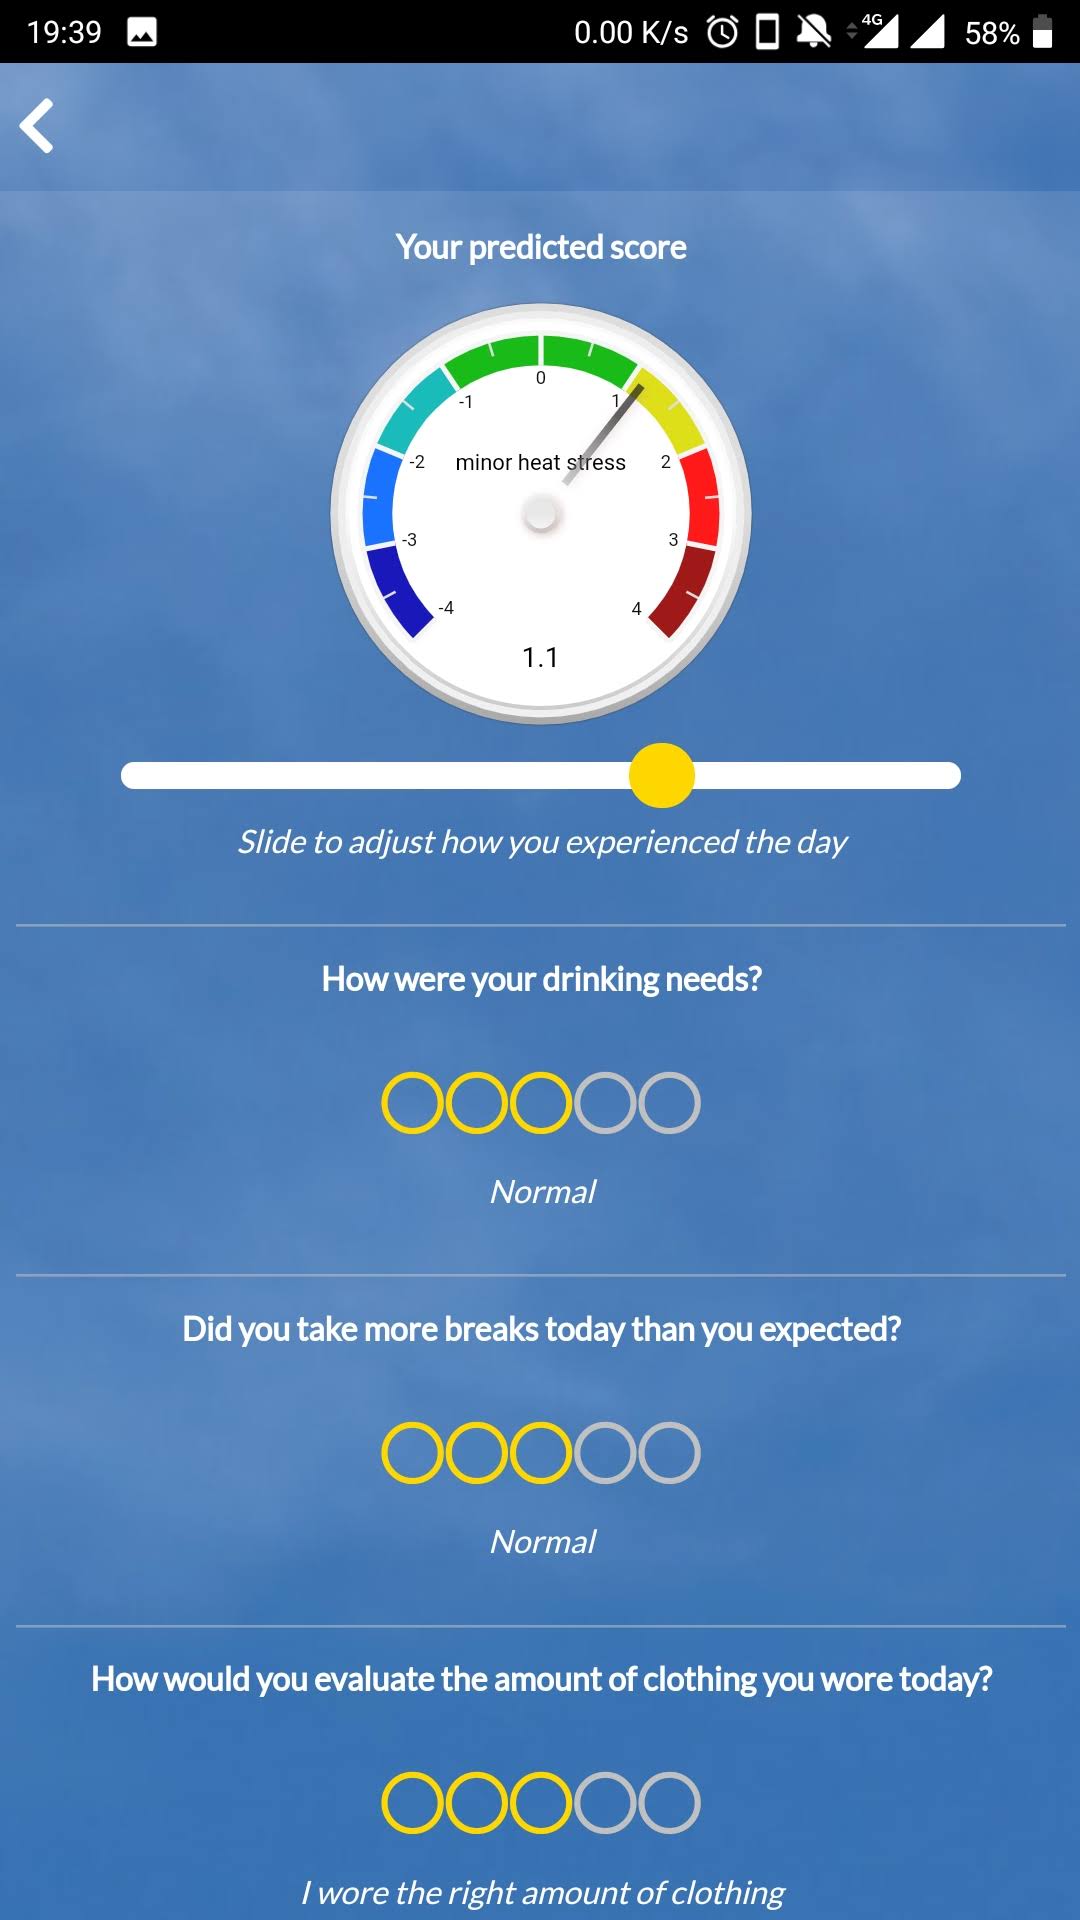 19:39 0.00 K/s 4G 58%
Your predicted score
0
-1 1
-2 minor heat stress 2
-3 3
-4 4
1.1
Slide to adjust how you experienced the day
How were your drinking needs?
Normal
Did you take more breaks today than you expected?
Normal
How would you evaluate the amount of clothing you wore today?
I wore the right amount of clothing